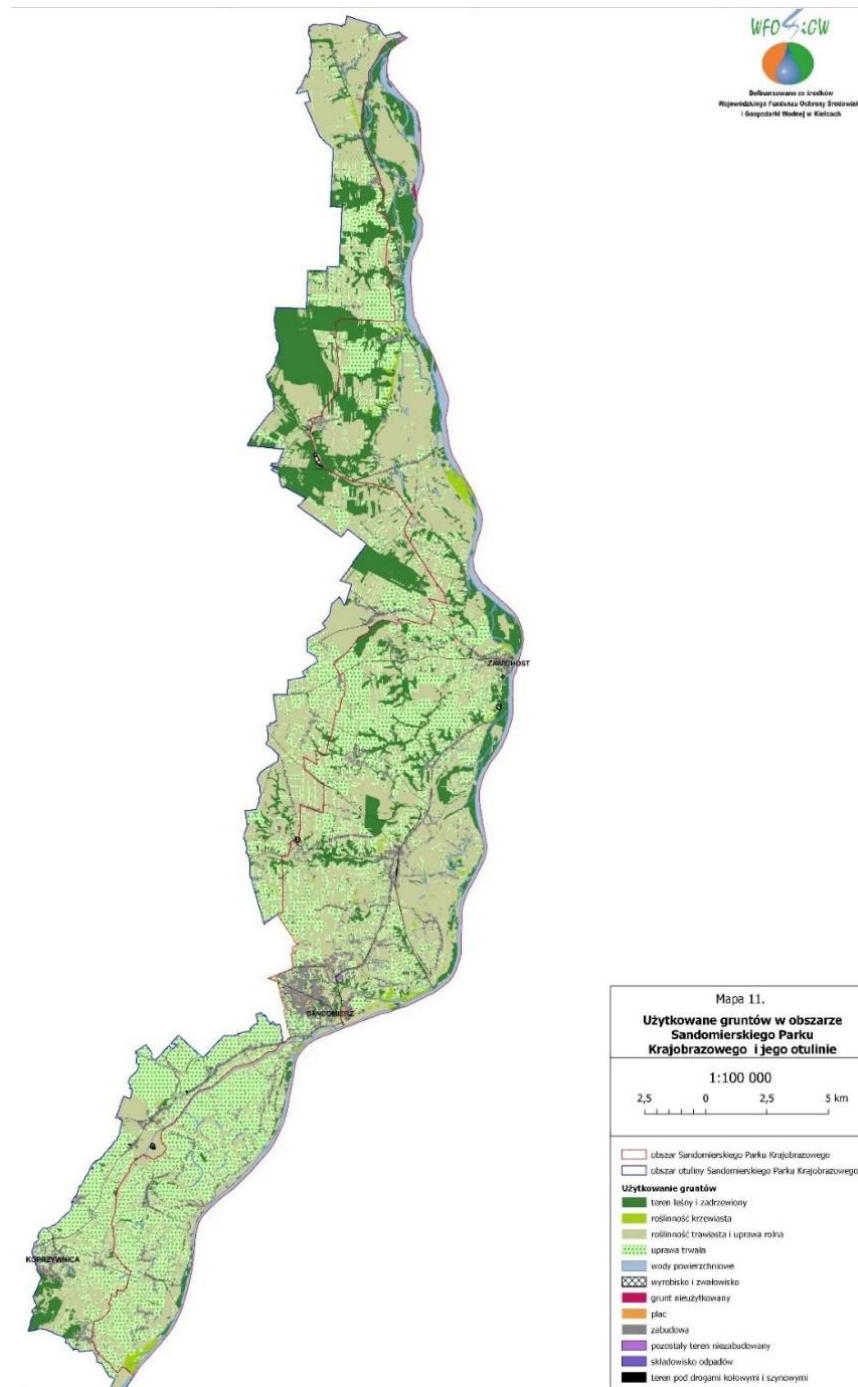 WFOŚiGW
Dofinansowano ze środków
Wojewódzkiego Funduszu Ochrony Środowiska
i Gospodarki Wodnej w Kielcach
ZAWICHOST
SANDOMIERZ
KOPRZYWNICA
Mapa 11.
Użytkowane gruntów w obszarze
Sandomierskiego Parku
Krajobrazowego i jego otulinie
1:100 000
2,5 0 2,5 5 km
obszar Sandomierskiego Parku Krajobrazowego
obszar otuliny Sandomierskiego Parku Krajobrazowego
Użytkowanie gruntów
teren leśny i zadrzewiony
roślinność krzewiasta
roślinność trawiasta i uprawa rolna
uprawa trwała
wody powierzchniowe
wyrobisko i zwałowisko
grunt nieużytkowany
plac
zabudowa
pozostały teren niezabudowany
składowisko odpadów
teren pod drogami kołowymi i szynowymi